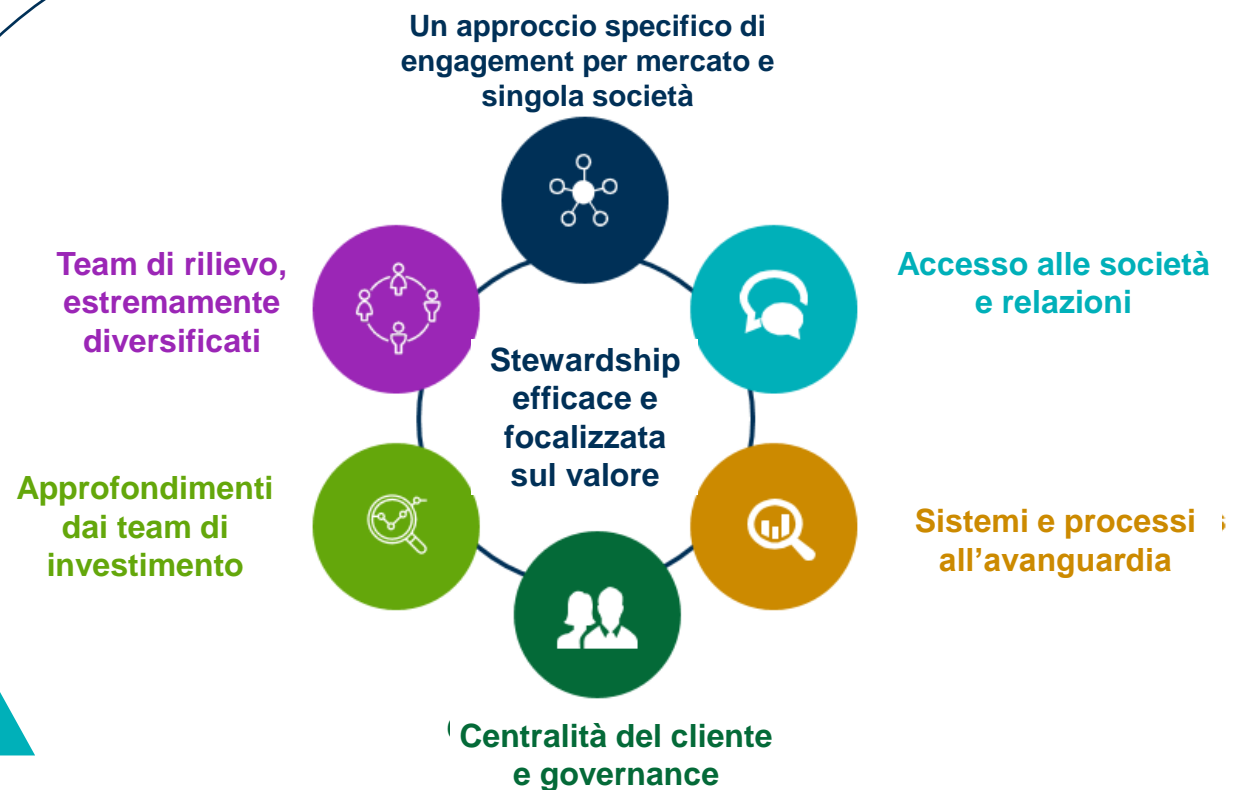 Un approccio specifico di
engagement per mercato e
singola società
Team di rilievo,
estremamente
diversificati
Accesso alle società
e relazioni
Stewardship
efficace e
focalizzata
sul valore
Approfondimenti
dai team di
investimento
Sistemi e processi
all’avanguardia
Centralità del cliente
e governance